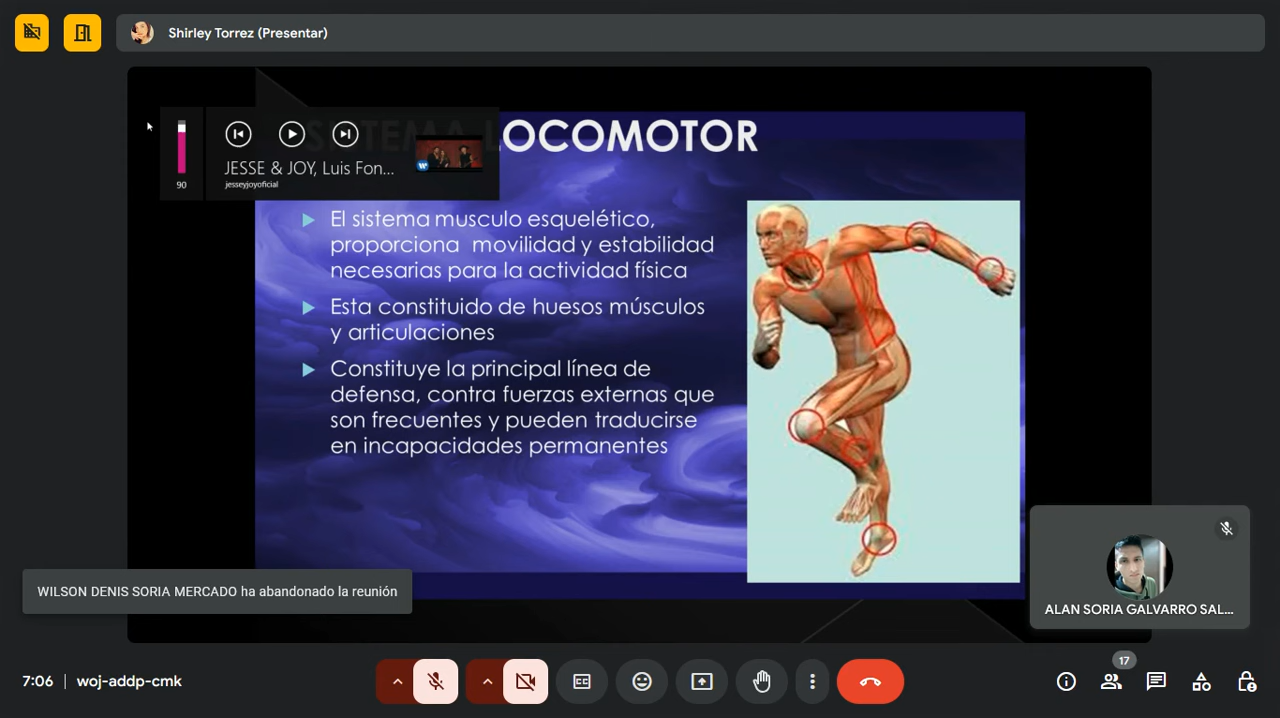 Shirley Torrez (Presentar)
SISTEMA LOCOMOTOR
90
JESSE & JOY, Luis Fon...
jesseyjoyoficial
El sistema musculo esquelético,
proporciona movilidad y estabilidad
necesarias para la actividad física
Esta constituido de huesos músculos
y articulaciones
Constituye la principal línea de
defensa, contra fuerzas externas que
son frecuentes y pueden traducirse
en incapacidades permanentes
WILSON DENIS SORIA MERCADO ha abandonado la reunión
ALAN SORIA GALVARRO SAL...
7:06 | woj-addp-cmk
17